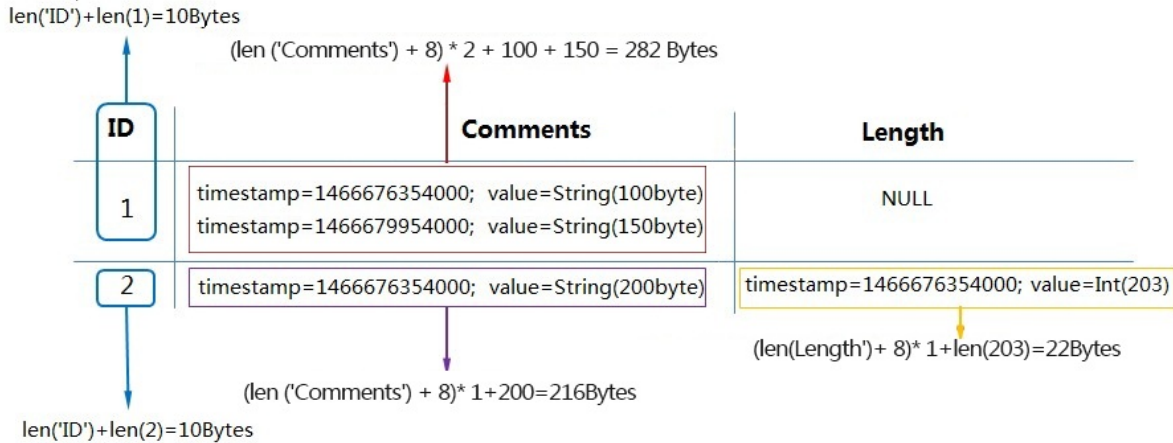 len('ID')+len(1)=10Bytes
(len ('Comments') + 8) * 2 + 100 + 150 = 282 Bytes
ID Comments Length
1 timestamp=1466676354000; value=String(100byte) NULL
timestamp=1466679954000; value=String(150byte)
2 timestamp=1466676354000; value=String(200byte) timestamp=1466676354000; value=Int(203)
(len(Length')+ 8)* 1+len(203)=22Bytes
(len ('Comments') + 8)* 1+200=216Bytes
len('ID')+len(2)=10Bytes